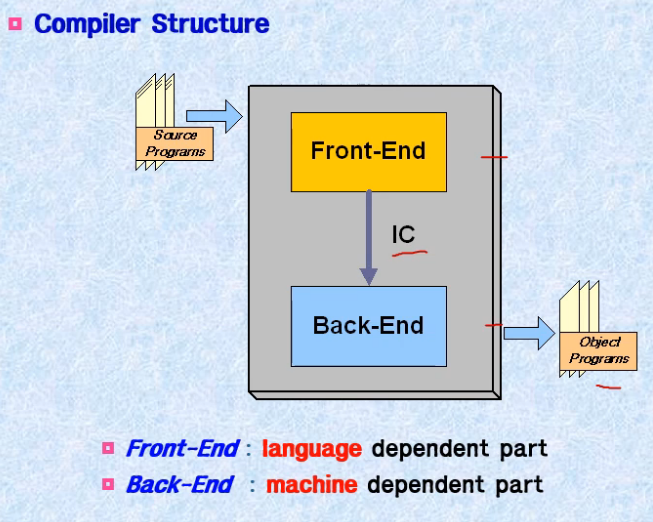 Compiler Structure
Source
Programs
Front-End
IC
Back-End
Object
Programs
Front-End : language dependent part
Back-End : machine dependent part